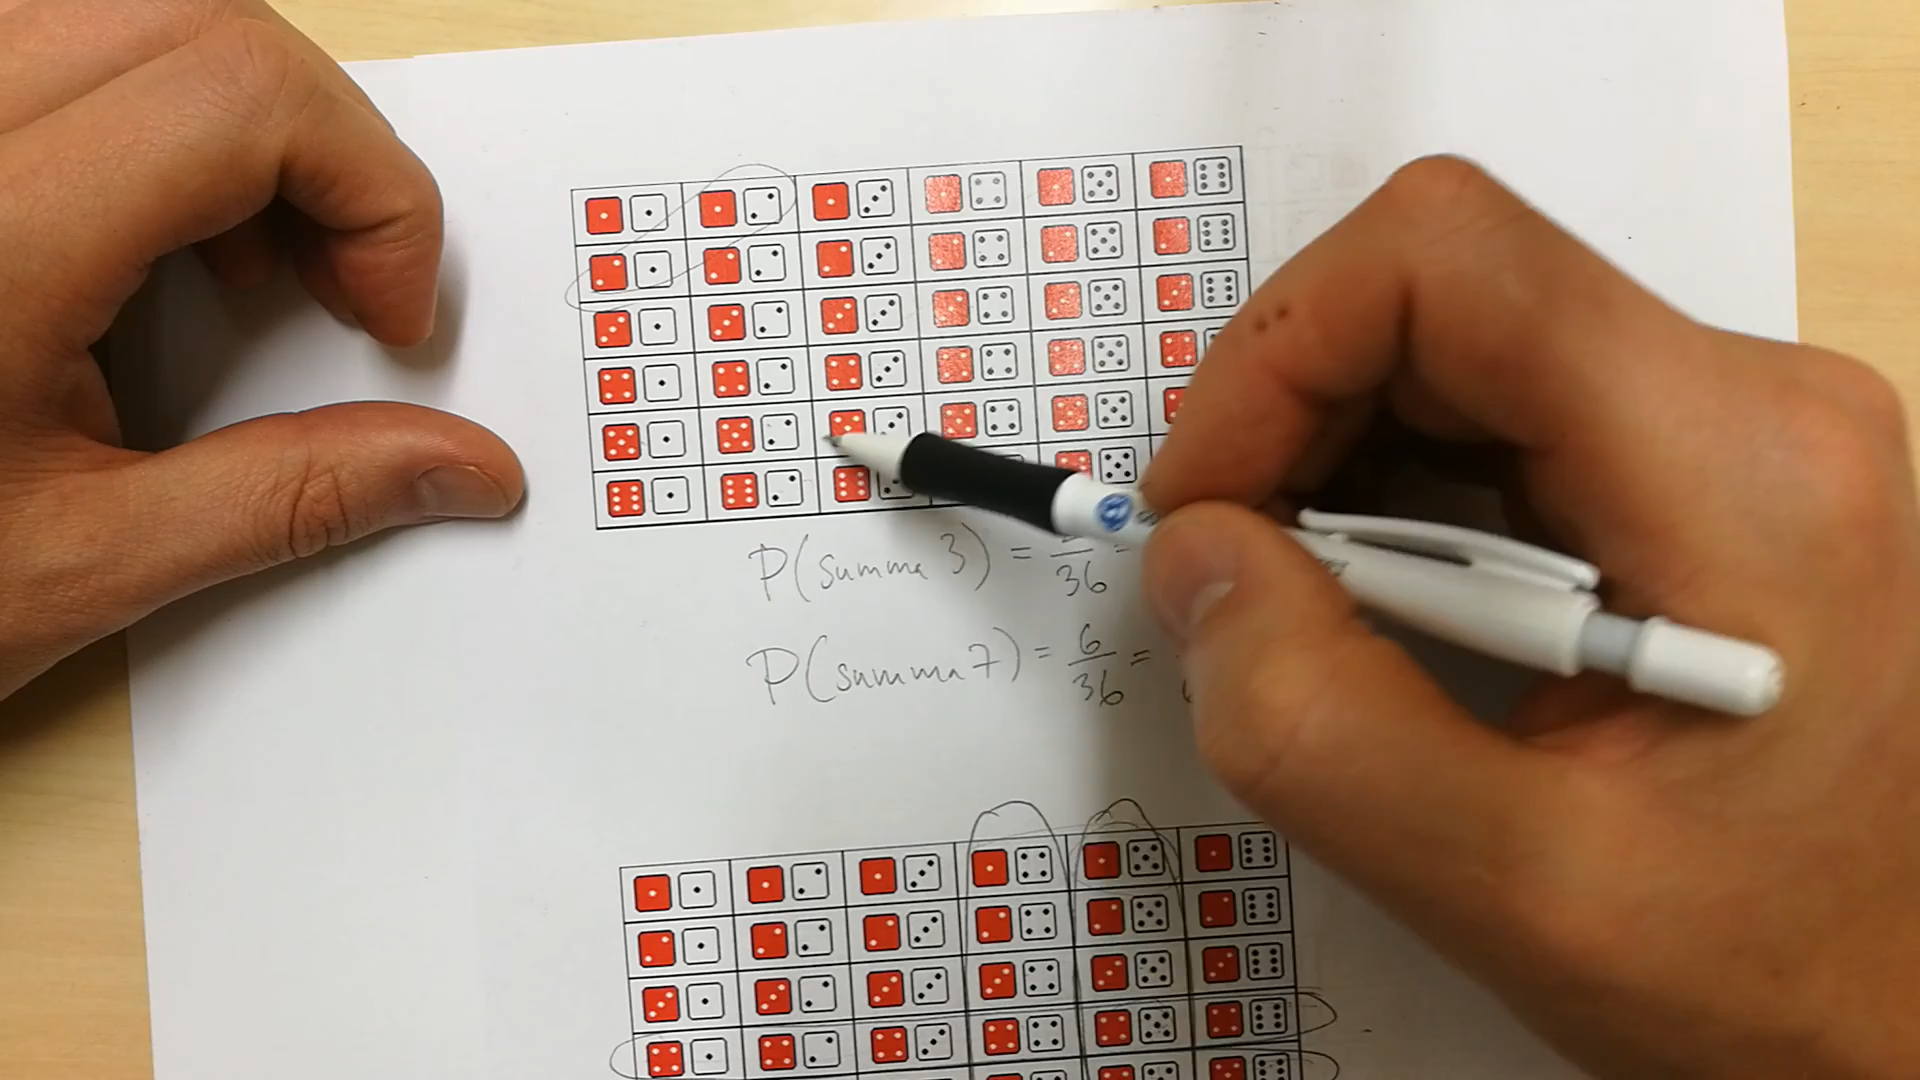 P(summa 3) = /36 =
P(summa 7) = 6/36 =